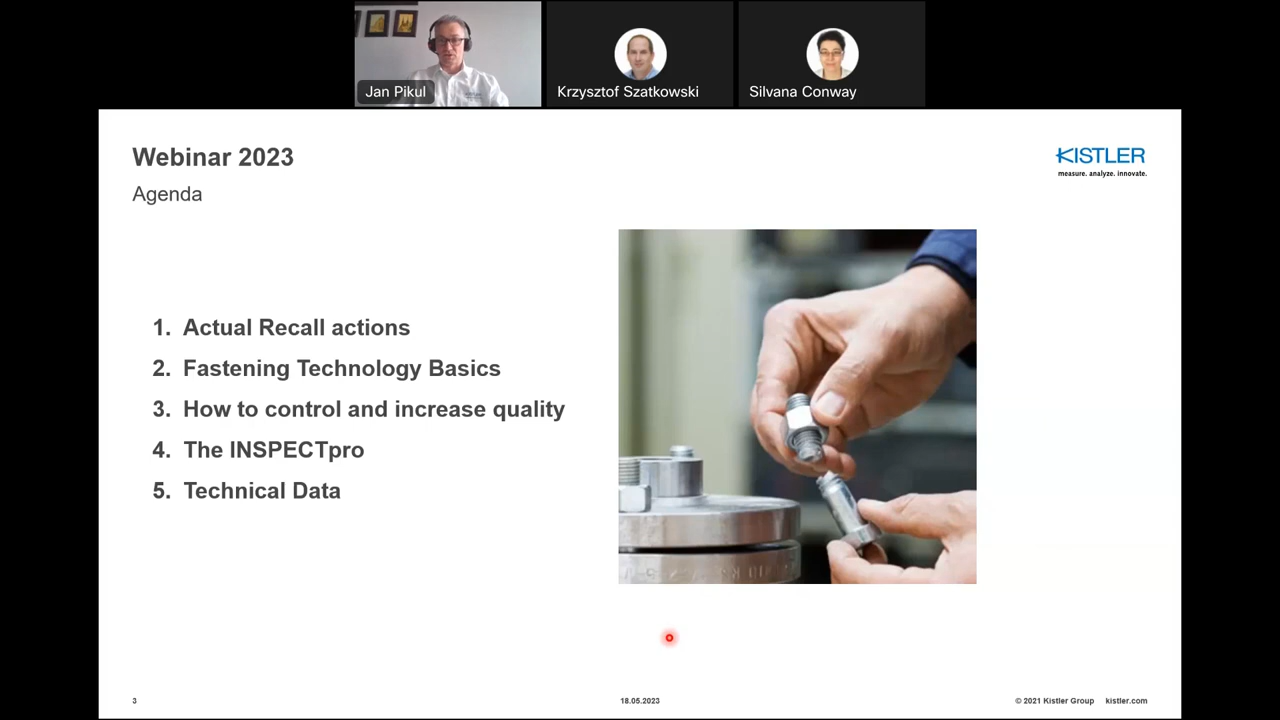 Jan Pikul
Krzysztof Szatkowski
Silvana Conway
Webinar 2023
Agenda
KISTLER
measure. analyze. innovate.
1. Actual Recall actions
2. Fastening Technology Basics
3. How to control and increase quality
4. The INSPECTpro
5. Technical Data
3
18.05.2023
© 2021 Kistler Group
kistler.com